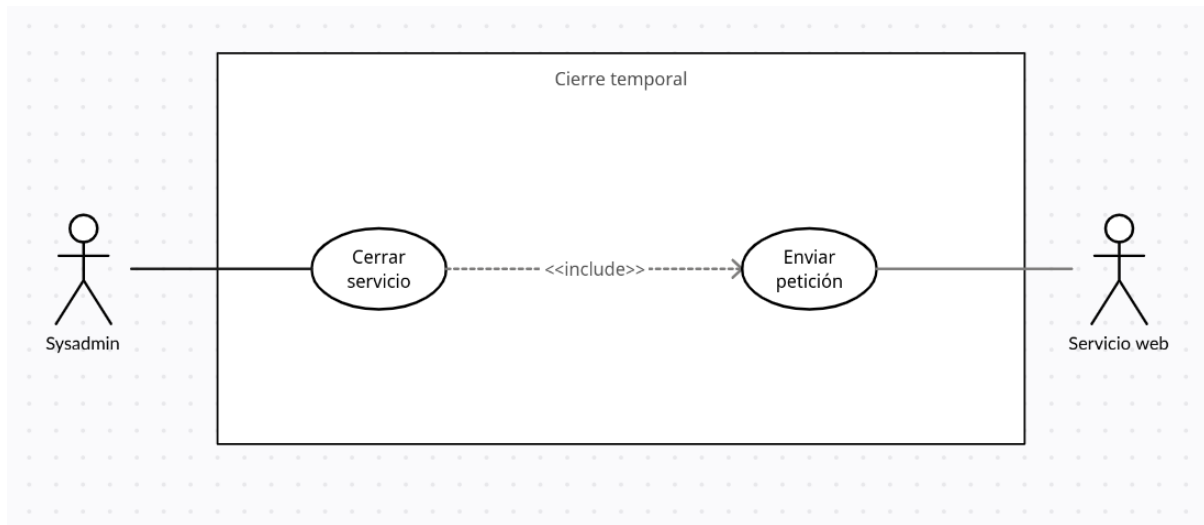 Cierre temporal
Cerrar
servicio
<<include>>
Enviar
petición
Sysadmin
Servicio web